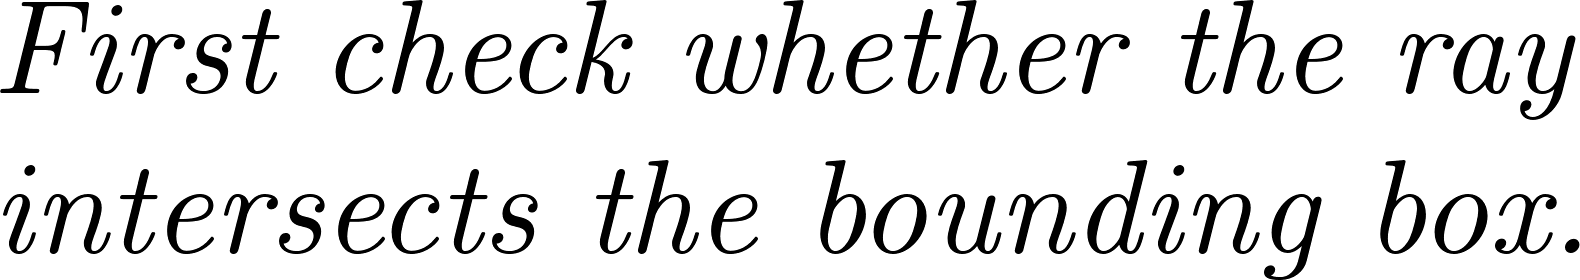 First check whether the ray
intersects the bounding box.